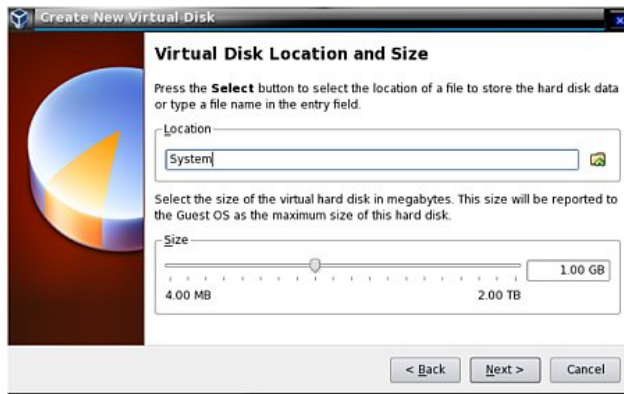 Create New Virtual Disk
Virtual Disk Location and Size
Press the Select button to select the location of a file to store the hard disk data
or type a file name in the entry field.
Location
System
Select the size of the virtual hard disk in megabytes. This size will be reported to
the Guest OS as the maximum size of this hard disk.
Size
1.00 GB
4.00 MB 2.00 TB
< Back Next > Cancel